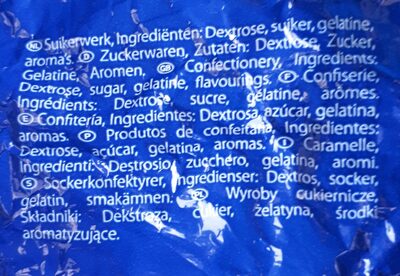 NL Suikerwerk, Ingrediënten: Dextrose, suiker, gelatine,
aroma's. D Zuckerwaren, Zutaten: Dextrose, Zucker,
Gelatine, Aromen. GB Confectionery, Ingredients:
Dextrose, sugar, gelatine, flavourings. F Confiserie,
Ingrédients: Dextrose, sucre, gélatine, arômes.
E Confitería, Ingredientes: Dextrosa, azúcar, gelatina,
aromas. P Produtos de confeitaria, Ingredientes:
Dextrose, açúcar, gelatina, aromas. I Caramelle,
Ingredienti: Destrosio, zucchero, gelatina, aromi.
S Sockerkonfektyrer, Ingredienser: Dextros, socker,
gelatin, smakämnen. PL Wyroby cukiernicze,
Składniki: Dekstroza, cukier, żelatyna, środki
aromatyzujące.